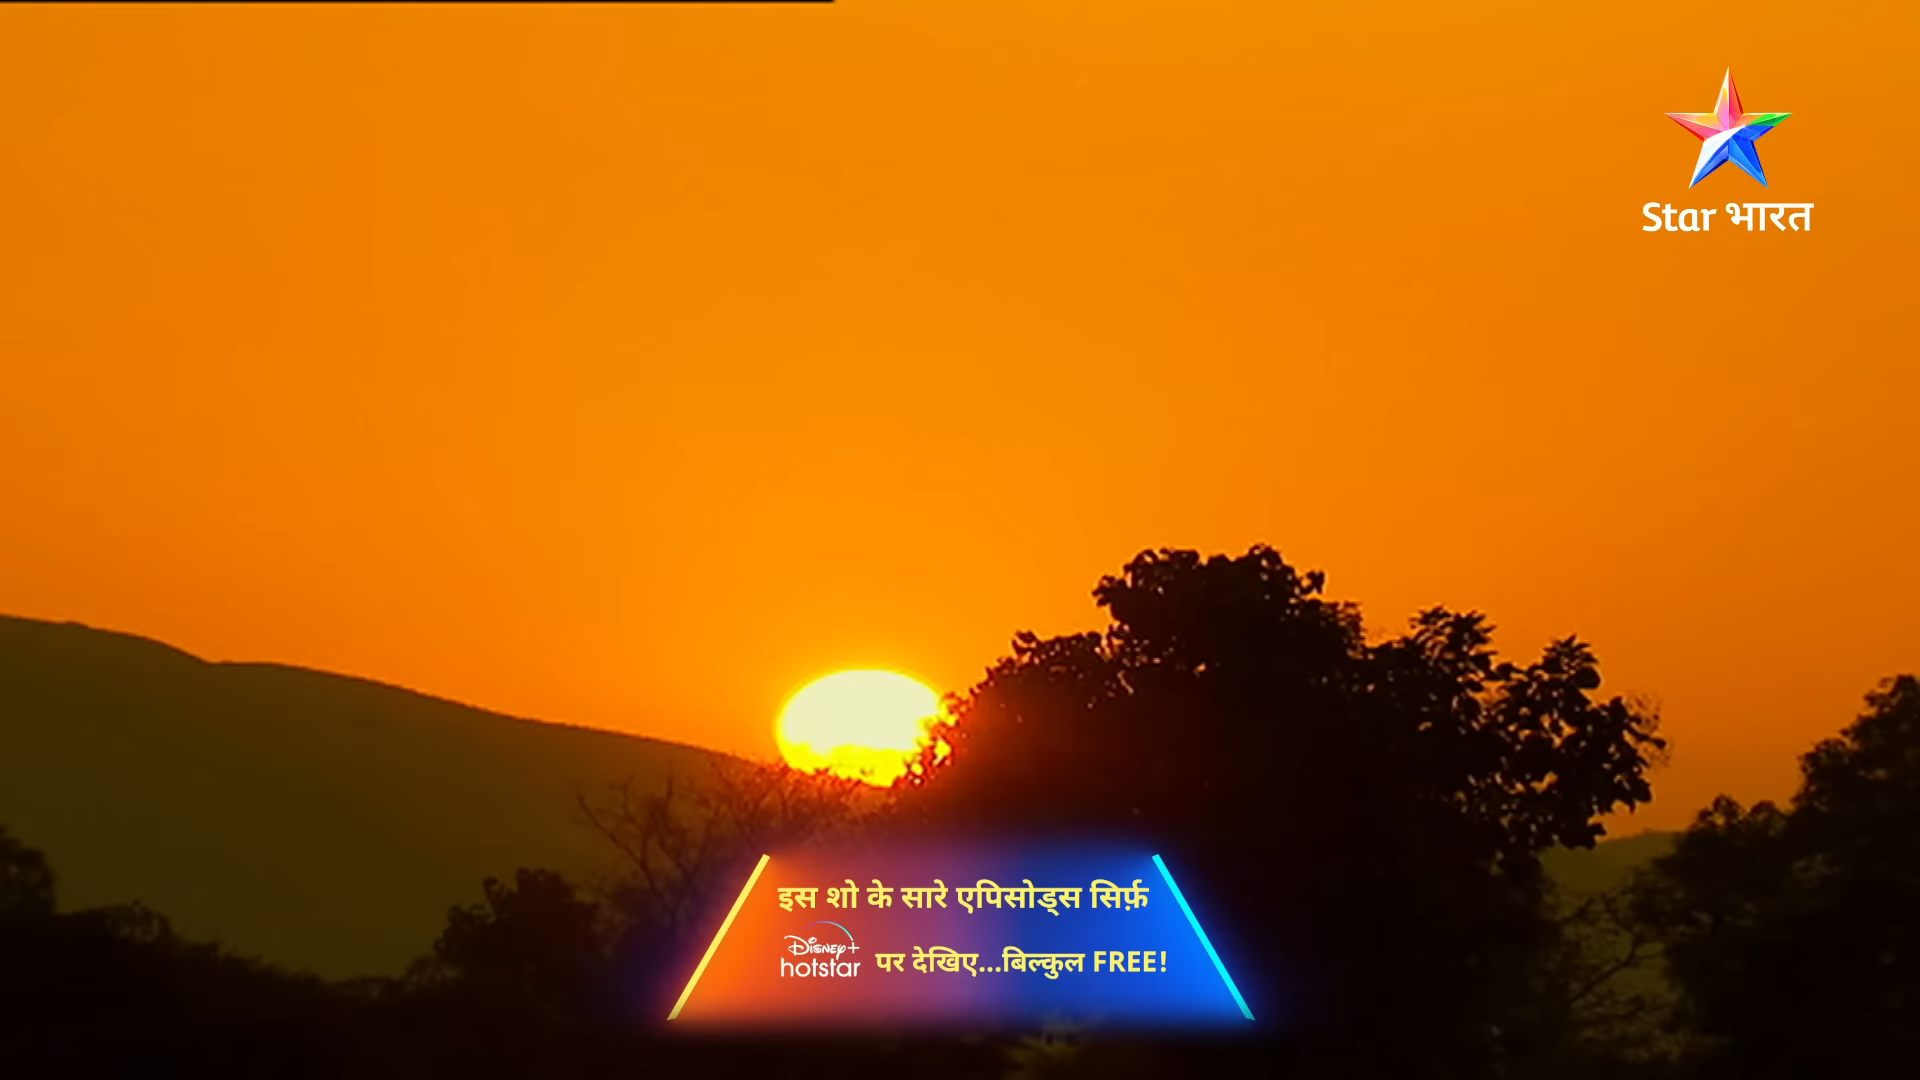 Star भारत
इस शो के सारे एपिसोड्स सिर्फ़
Disney+ hotstar पर देखिए...बिल्कुल FREE!